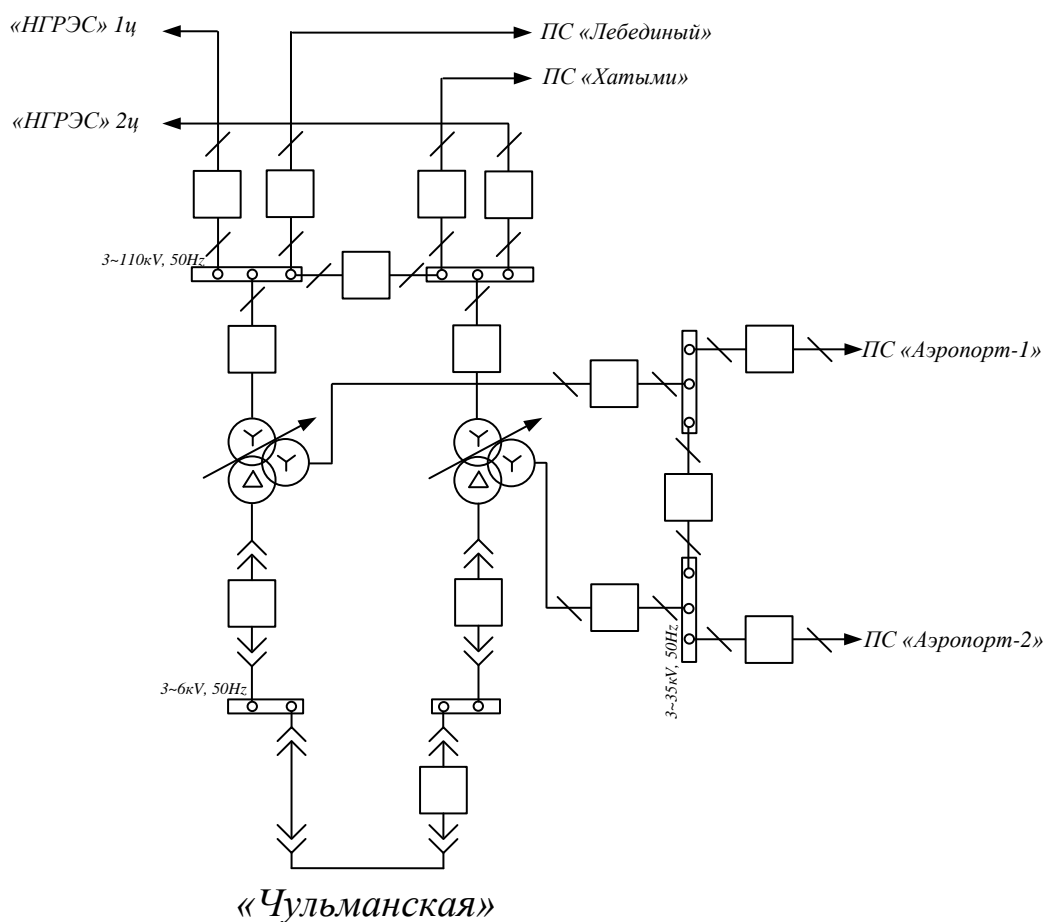 «НГРЭС» 1ц
ПС «Лебединый»
ПС «Хатыми»
«НГРЭС» 2ц
3~110кV, 50Hz
ПС «Аэропорт-1»
ПС «Аэропорт-2»
3~35кV, 50Hz
3~6кV, 50Hz
«Чульманская»